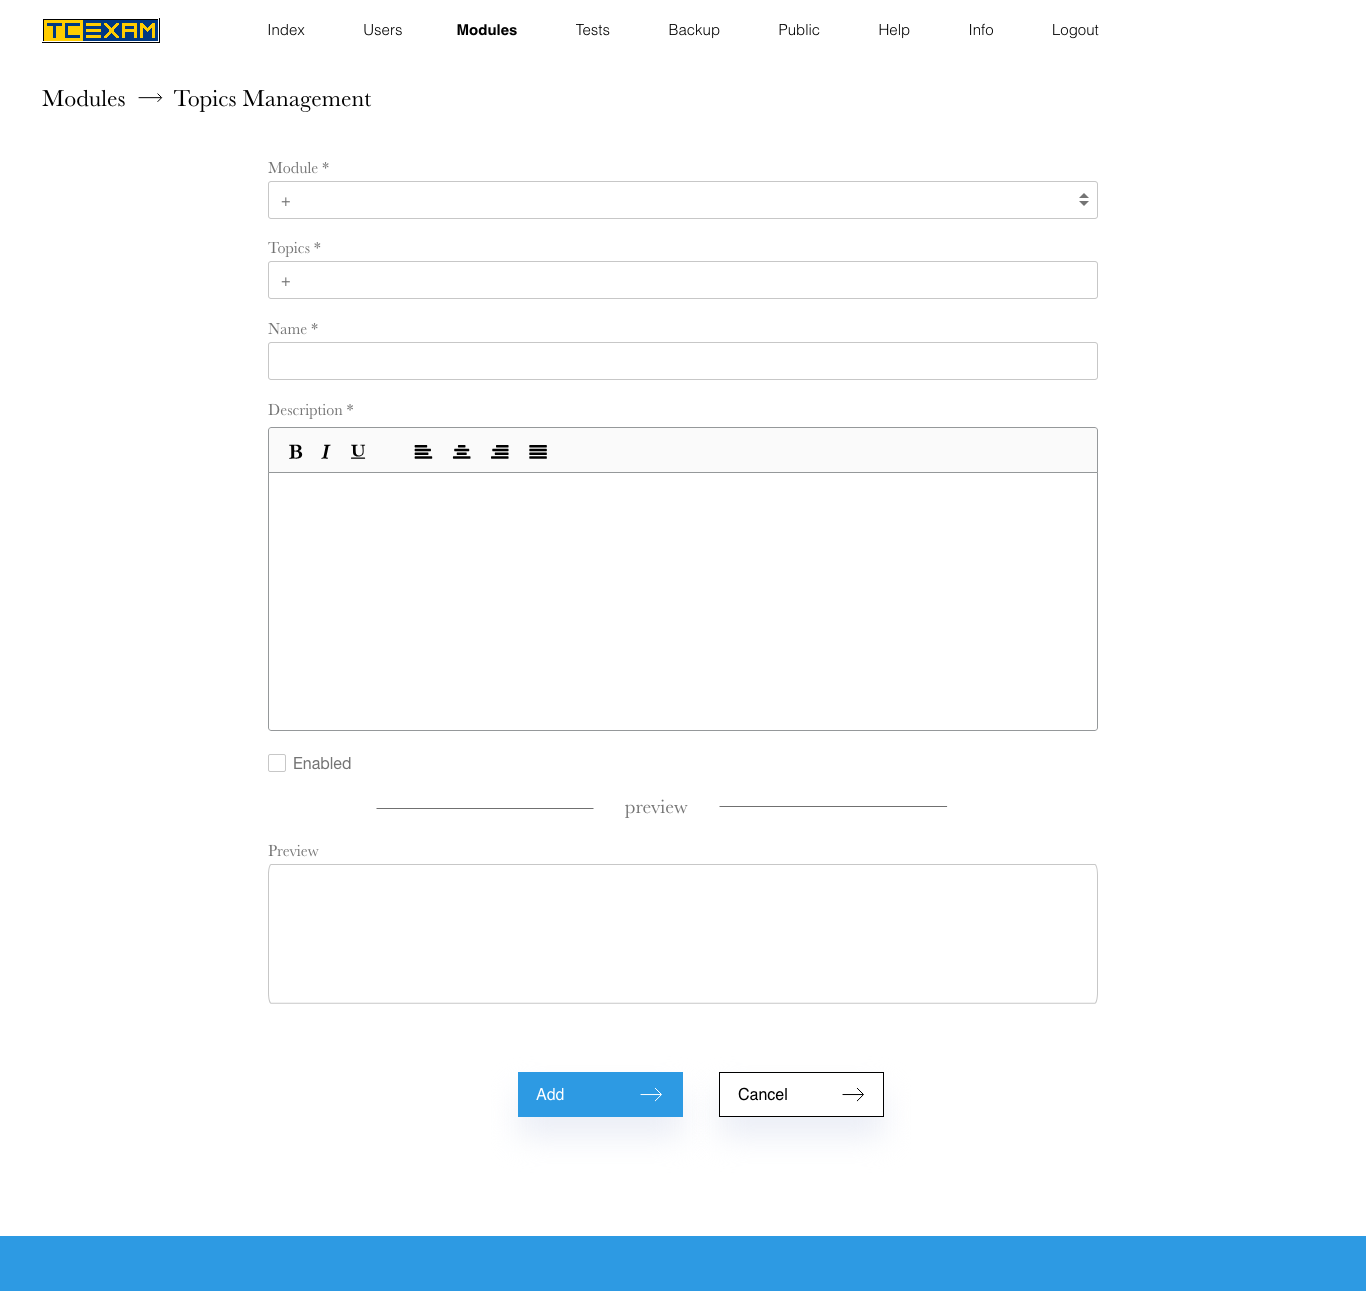 TCEXAM Index Users Modules Tests Backup Public Help Info Logout
Modules → Topics Management
Module *
+
Topics *
+
Name *
Description *
B I U
Enabled
preview
Preview
Add → Cancel →